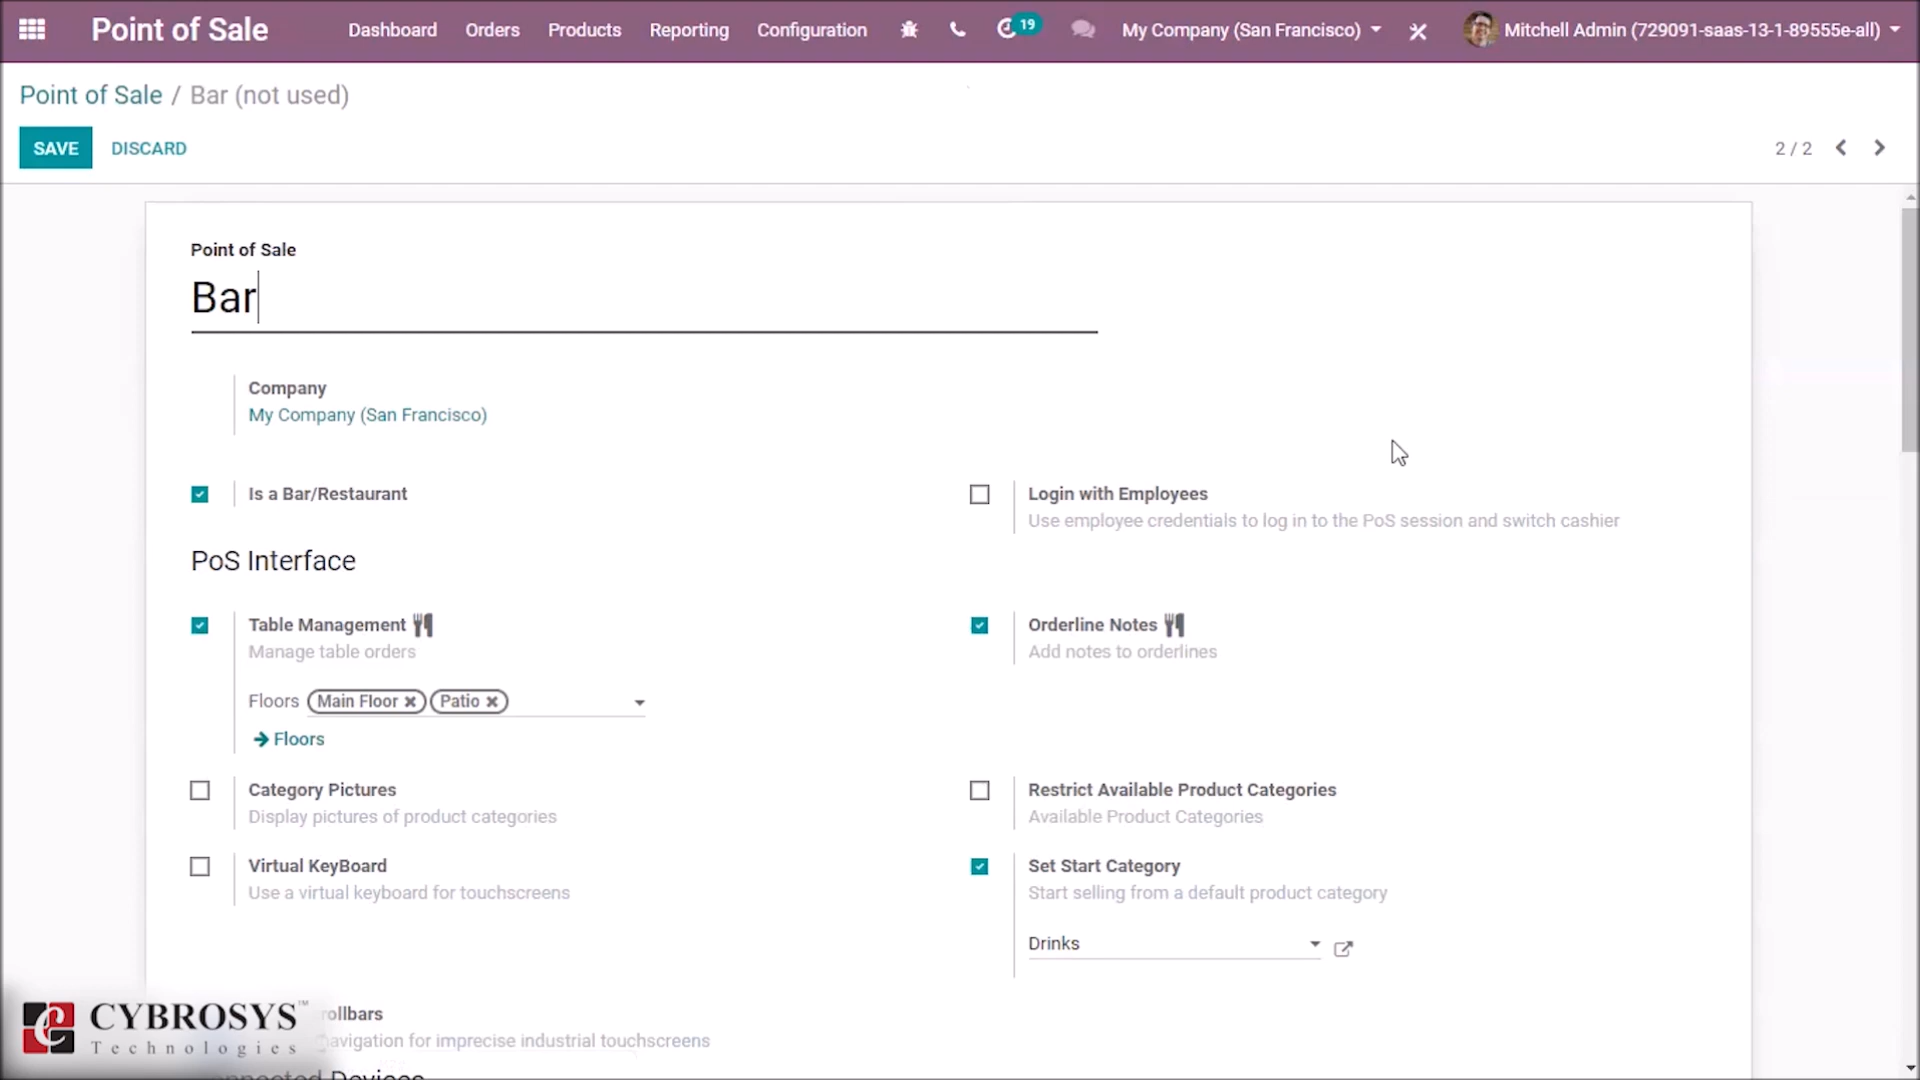 Point of Sale Dashboard Orders Products Reporting Configuration 19 My Company (San Francisco) Mitchell Admin (729091-saas-13-1-89555e-all)
Point of Sale / Bar (not used)
SAVE DISCARD 2 / 2
Point of Sale
Bar
Company
My Company (San Francisco)
Is a Bar/Restaurant
Login with Employees
Use employee credentials to log in to the PoS session and switch cashier
PoS Interface
Table Management
Manage table orders
Orderline Notes
Add notes to orderlines
Floors Main Floor Patio
Floors
Category Pictures
Display pictures of product categories
Restrict Available Product Categories
Available Product Categories
Virtual KeyBoard
Use a virtual keyboard for touchscreens
Set Start Category
Start selling from a default product category
Drinks
rollbars
navigation for imprecise industrial touchscreens
CYBROSYS™
Technologies
Devices